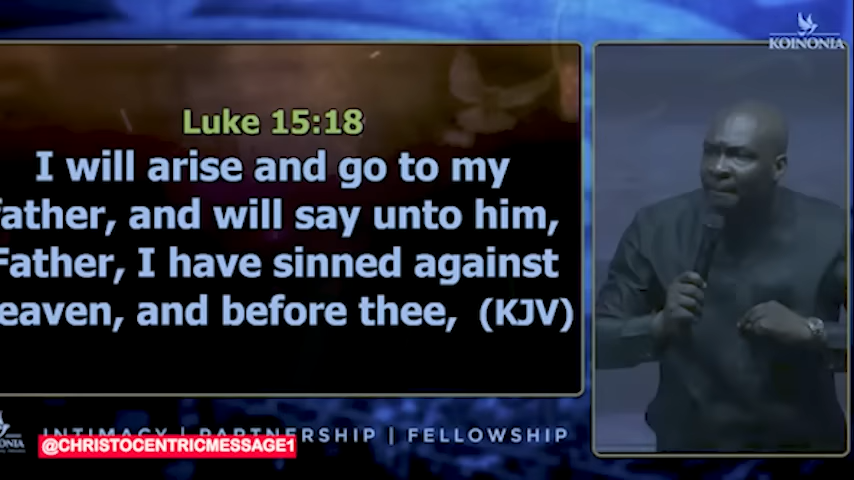 KOINONIA
Luke 15:18
I will arise and go to my
father, and will say unto him,
Father, I have sinned against
eaven, and before thee, (KJV)
INTIMACY | PARTNERSHIP | FELLOWSHIP
@CHRISTOCENTRICMESSAGE1